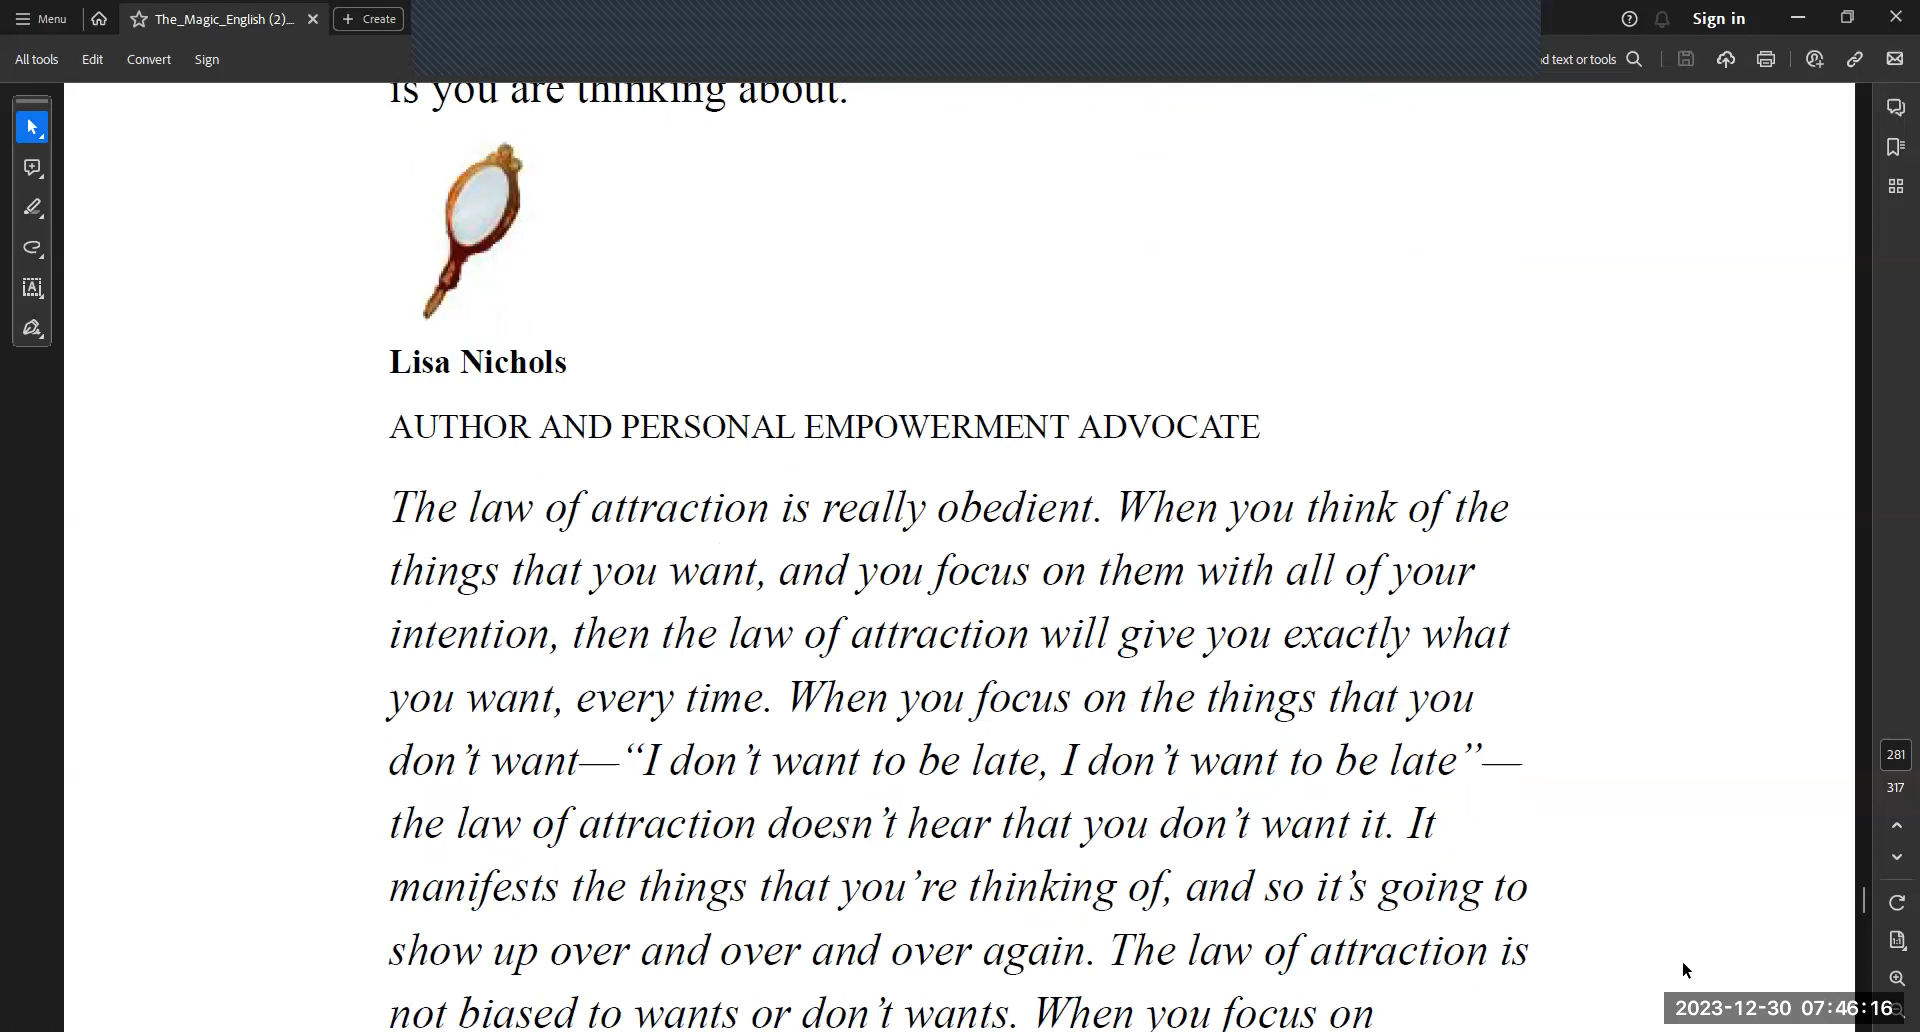 Menu
The_Magic_English (2)...
Create
Sign in
All tools
Edit
Convert
Sign
d text or tools
is you are thinking about.
Lisa Nichols
AUTHOR AND PERSONAL EMPOWERMENT ADVOCATE
The law of attraction is really obedient. When you think of the
things that you want, and you focus on them with all of your
intention, then the law of attraction will give you exactly what
you want, every time. When you focus on the things that you
don’t want—“I don’t want to be late, I don’t want to be late”—
the law of attraction doesn’t hear that you don’t want it. It
manifests the things that you’re thinking of, and so it’s going to
show up over and over and over again. The law of attraction is
not biased to wants or don’t wants. When you focus on
281
317
2023-12-30 07:46:16